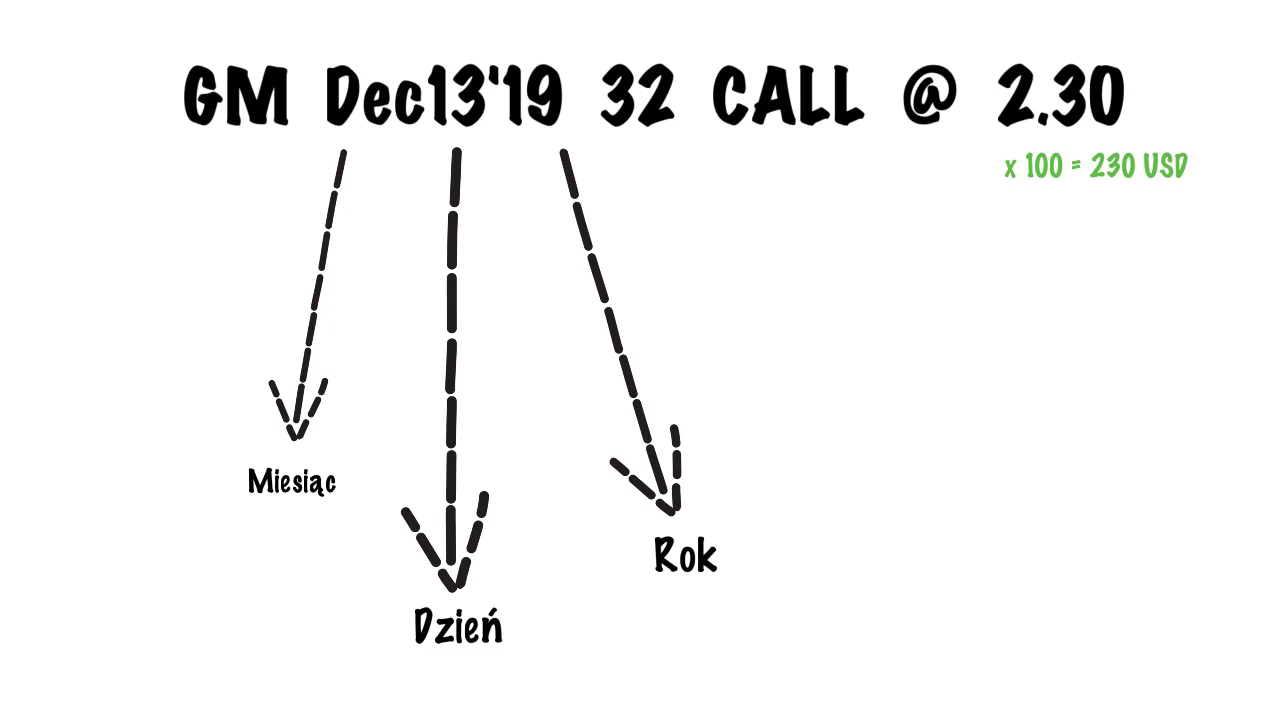 GM Dec13'19 32 CALL @ 2.30
x 100 = 230 USD
Miesiąc
Rok
Dzień